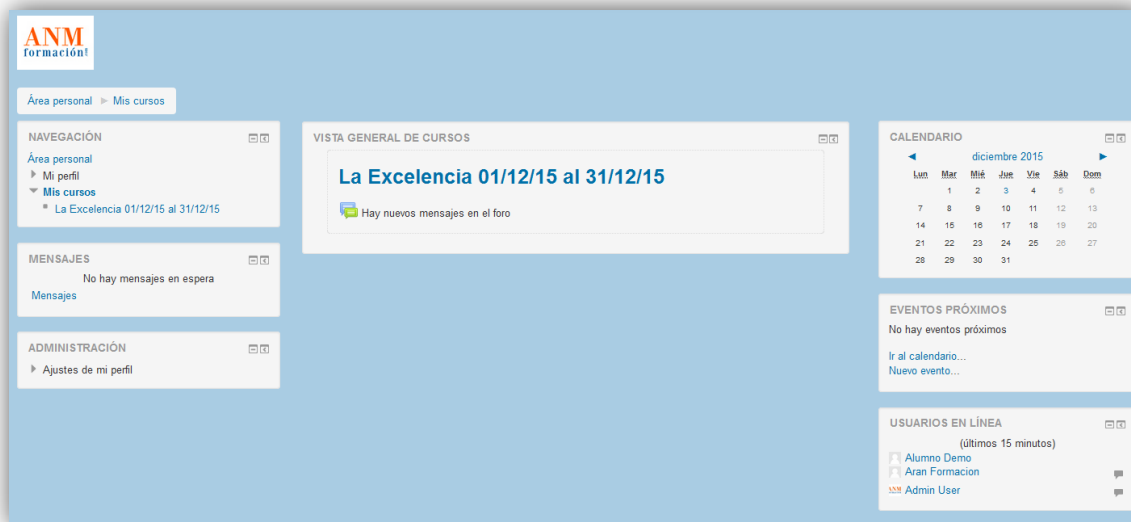 ANM
formación!
Área personal ► Mis cursos
NAVEGACIÓN
Área personal
Mi perfil
Mis cursos
La Excelencia 01/12/15 al 31/12/15
MENSAJES
No hay mensajes en espera
Mensajes
ADMINISTRACIÓN
Ajustes de mi perfil
VISTA GENERAL DE CURSOS
La Excelencia 01/12/15 al 31/12/15
Hay nuevos mensajes en el foro
CALENDARIO
◄ diciembre 2015 ►
Lun Mar Mié Jue Vie Sáb Dom
1 2 3 4 5 6
7 8 9 10 11 12 13
14 15 16 17 18 19 20
21 22 23 24 25 26 27
28 29 30 31
EVENTOS PRÓXIMOS
No hay eventos próximos
Ir al calendario...
Nuevo evento...
USUARIOS EN LÍNEA
(últimos 15 minutos)
Alumno Demo
Aran Formacion
ANM Admin User